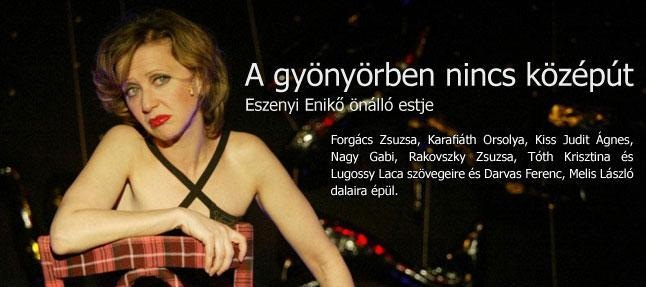 A gyönyörben nincs középút
Eszenyi Enikő önálló estje
Forgács Zsuzsa, Karafiáth Orsolya, Kiss Judit Ágnes,
Nagy Gabi, Rakovszky Zsuzsa, Tóth Krisztina és
Lugossy Laca szövegeire és Darvas Ferenc, Melis László
dalaira épül.